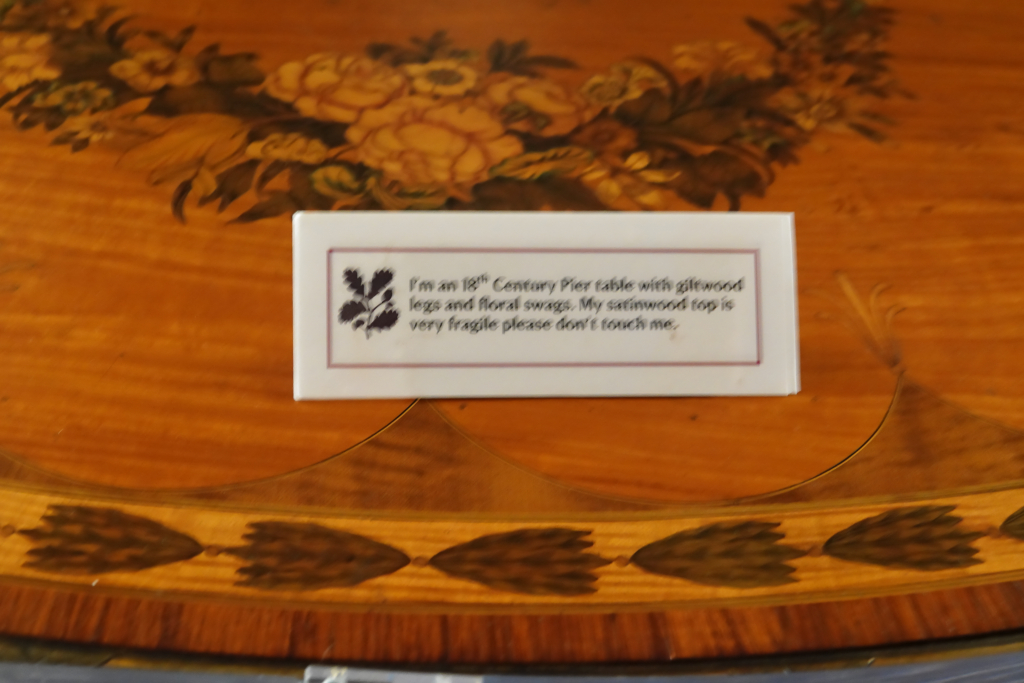 I'm an 18th Century Pier table with giltwood
legs and floral swags. My satinwood top is
very fragile please don't touch me.